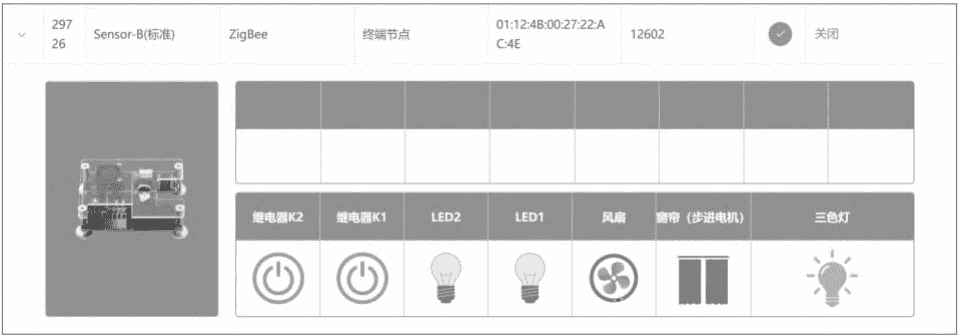 29726
Sensor-B(标准)
ZigBee
终端节点
01:12:4B:00:27:22:AC:4E
12602
关闭
继电器K2
继电器K1
LED2
LED1
风扇
窗帘（步进电机）
三色灯